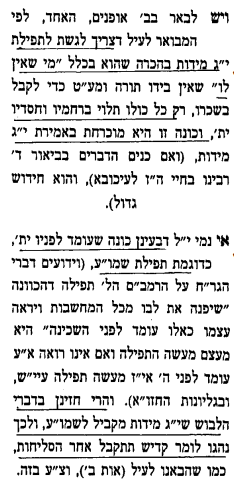 ויש לבאר בב' אופנים, האחד, לפי
המבואר לעיל דצריך לגשת לתפילת
י"ג מידות בהכרה שהוא בכלל "מי שאין
לו" שאין בידו תורה ומע"ט כדי לקבל
בשכרו, רק כל כולו תלוי ברחמיו וחסדיו
ית', וכונה זו היא מוכרחת באמירת י"ג
מידות, (ואם כנים הדברים בביאור ד'
רבינו בחיי ה"ז לעיכובא), והוא חידוש
גדול).
א"נ נמי י"ל דבעינן כונה שעומד לפניו ית',
כדוגמת תפילת שמו"ע, (וידועים דברי
הגר"ח על הרמב"ם הל' תפילה דהכוונה
"שיפנה את לבו מכל המחשבות ויראה
עצמו כאלו עומד לפני השכינה" היא
מעצם מעשה התפילה ואם אינו רואה א"ע
עומד לפני ה' אי"ז מעשה תפילה עיי"ש,
ובגליונות החזו"א). והרי חזינן בדברי
הלבוש שי"ג מידות מקביל לשמו"ע, ולכך
נהגו לומר קדיש תתקבל אחר הסליחות,
כמו שהבאנו לעיל (אות ב'), וצ"ע בזה.